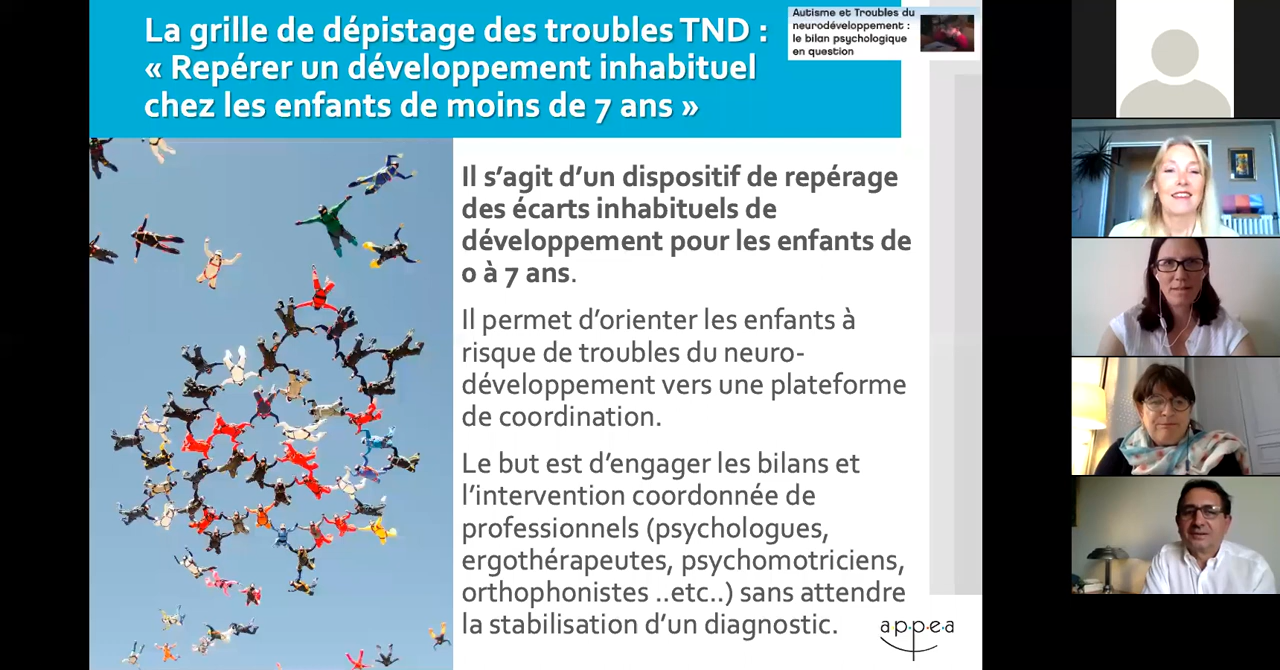 La grille de dépistage des troubles TND :
« Repérer un développement inhabituel
chez les enfants de moins de 7 ans »
Autisme et Troubles du
neurodéveloppement :
le bilan psychologique
en question
Il s’agit d’un dispositif de repérage
des écarts inhabituels de
développement pour les enfants de
0 à 7 ans.
Il permet d’orienter les enfants à
risque de troubles du neuro-
développement vers une plateforme
de coordination.
Le but est d’engager les bilans et
l’intervention coordonnée de
professionnels (psychologues,
ergothérapeutes, psychomotriciens,
orthophonistes ..etc..) sans attendre
la stabilisation d’un diagnostic.
a·p·p·e·a